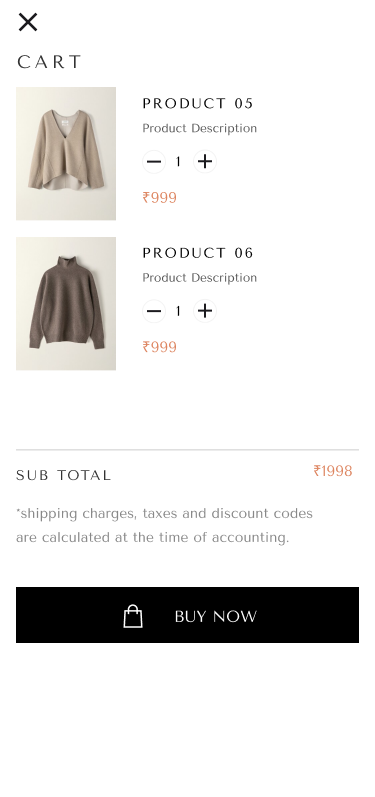 CART
PRODUCT 05
Product Description
1
₹999
PRODUCT 06
Product Description
1
₹999
SUB TOTAL
₹1998
*shipping charges, taxes and discount codes
are calculated at the time of accounting.
BUY NOW